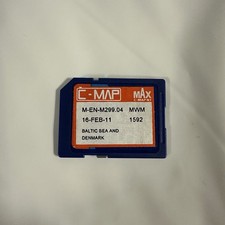 C-MAP MAX
M-EN-M299.04 MWM
16-FEB-11 1592
BALTIC SEA AND
DENMARK